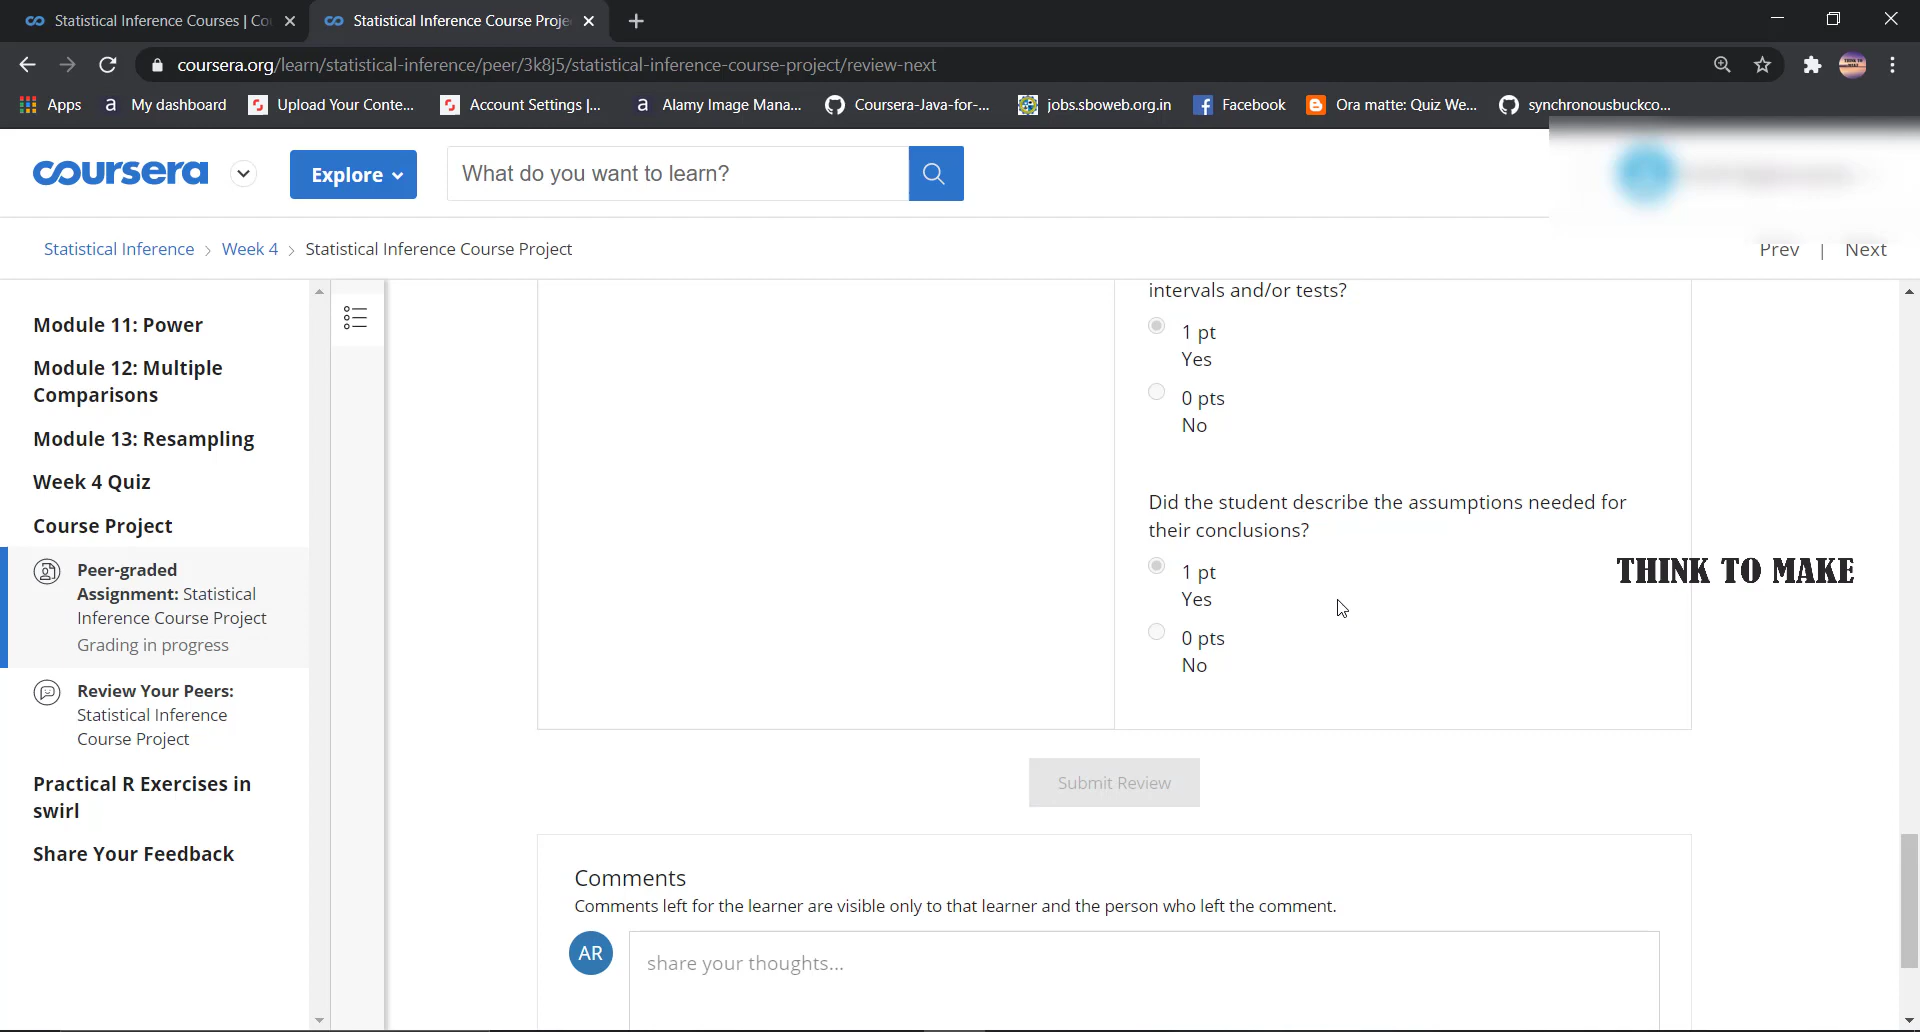 Statistical Inference Courses | Co
Statistical Inference Course Proje
coursera.org/learn/statistical-inference/peer/3k8j5/statistical-inference-course-project/review-next
Apps
a My dashboard
Upload Your Conte...
Account Settings |...
a Alamy Image Mana...
Coursera-Java-for-...
jobs.sboweb.org.in
Facebook
Ora matte: Quiz We...
synchronousbuckco...
coursera
Explore
What do you want to learn?
Statistical Inference > Week 4 > Statistical Inference Course Project
Prev | Next
Module 11: Power
Module 12: Multiple
Comparisons
Module 13: Resampling
Week 4 Quiz
Course Project
Peer-graded
Assignment: Statistical
Inference Course Project
Grading in progress
Review Your Peers:
Statistical Inference
Course Project
Practical R Exercises in
swirl
Share Your Feedback
intervals and/or tests?
1 pt
Yes
0 pts
No
Did the student describe the assumptions needed for
their conclusions?
1 pt
Yes
0 pts
No
THINK TO MAKE
Submit Review
Comments
Comments left for the learner are visible only to that learner and the person who left the comment.
AR
share your thoughts...